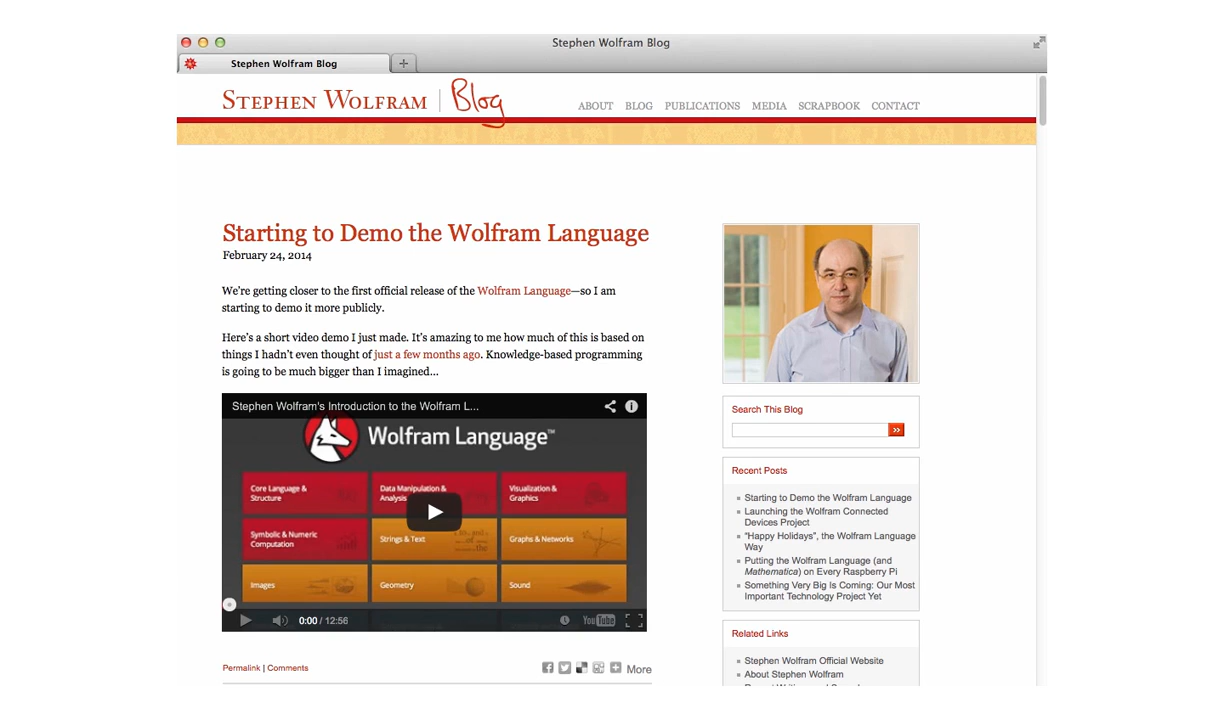 Stephen Wolfram Blog
Stephen Wolfram Blog
STEPHEN WOLFRAM | Blog
ABOUT BLOG PUBLICATIONS MEDIA SCRAPBOOK CONTACT
Starting to Demo the Wolfram Language
February 24, 2014
We're getting closer to the first official release of the Wolfram Language—so I am
starting to demo it more publicly.
Here's a short video demo I just made. It's amazing to me how much of this is based on
things I hadn't even thought of just a few months ago. Knowledge-based programming
is going to be much bigger than I imagined...
Stephen Wolfram's Introduction to the Wolfram L...
Wolfram Language™
Core Language &
Structure
Data Manipulation &
Analysis
Visualization &
Graphics
Symbolic & Numeric
Computation
Strings & Text
Graphs & Networks
Images
Geometry
Sound
0:00 / 12:56
YouTube
Permalink | Comments
More
Search This Blog
Recent Posts
Starting to Demo the Wolfram Language
Launching the Wolfram Connected
Devices Project
“Happy Holidays”, the Wolfram Language
Way
Putting the Wolfram Language (and
Mathematica) on Every Raspberry Pi
Something Very Big Is Coming: Our Most
Important Technology Project Yet
Related Links
Stephen Wolfram Official Website
About Stephen Wolfram